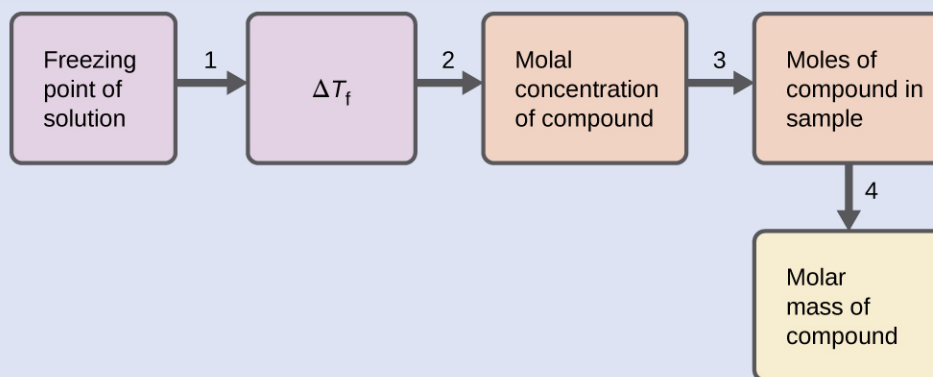 Freezing
point of
solution
1
ΔTf
2
Molal
concentration
of compound
3
Moles of
compound in
sample
4
Molar
mass of
compound